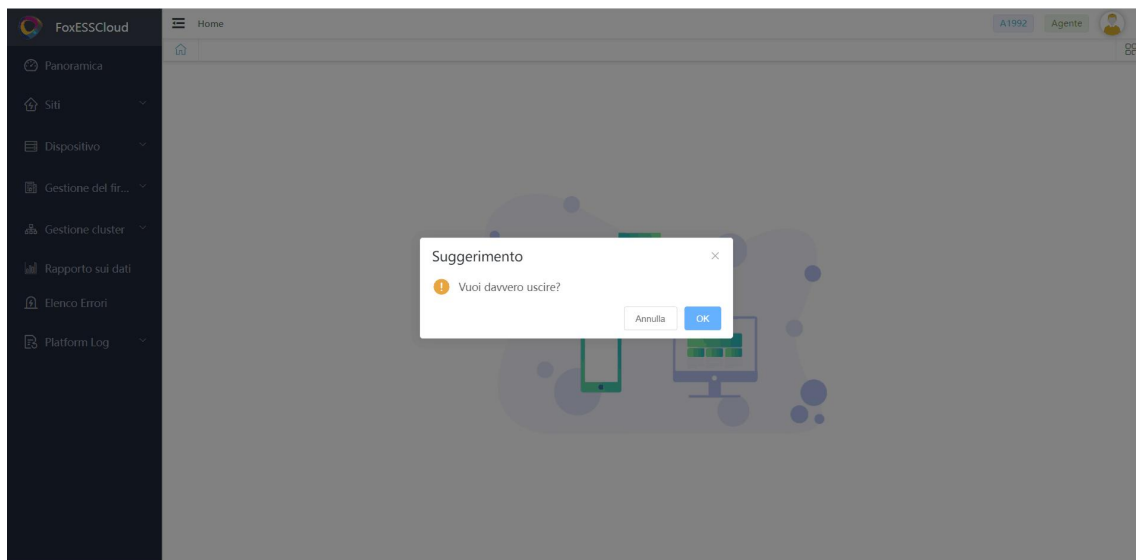 FoxESSCloud
Home
A1992
Agente
Panoramica
Siti
Dispositivo
Gestione del fir...
Gestione cluster
Rapporto sui dati
Elenco Errori
Platform Log
Suggerimento
Vuoi davvero uscire?
Annulla
OK